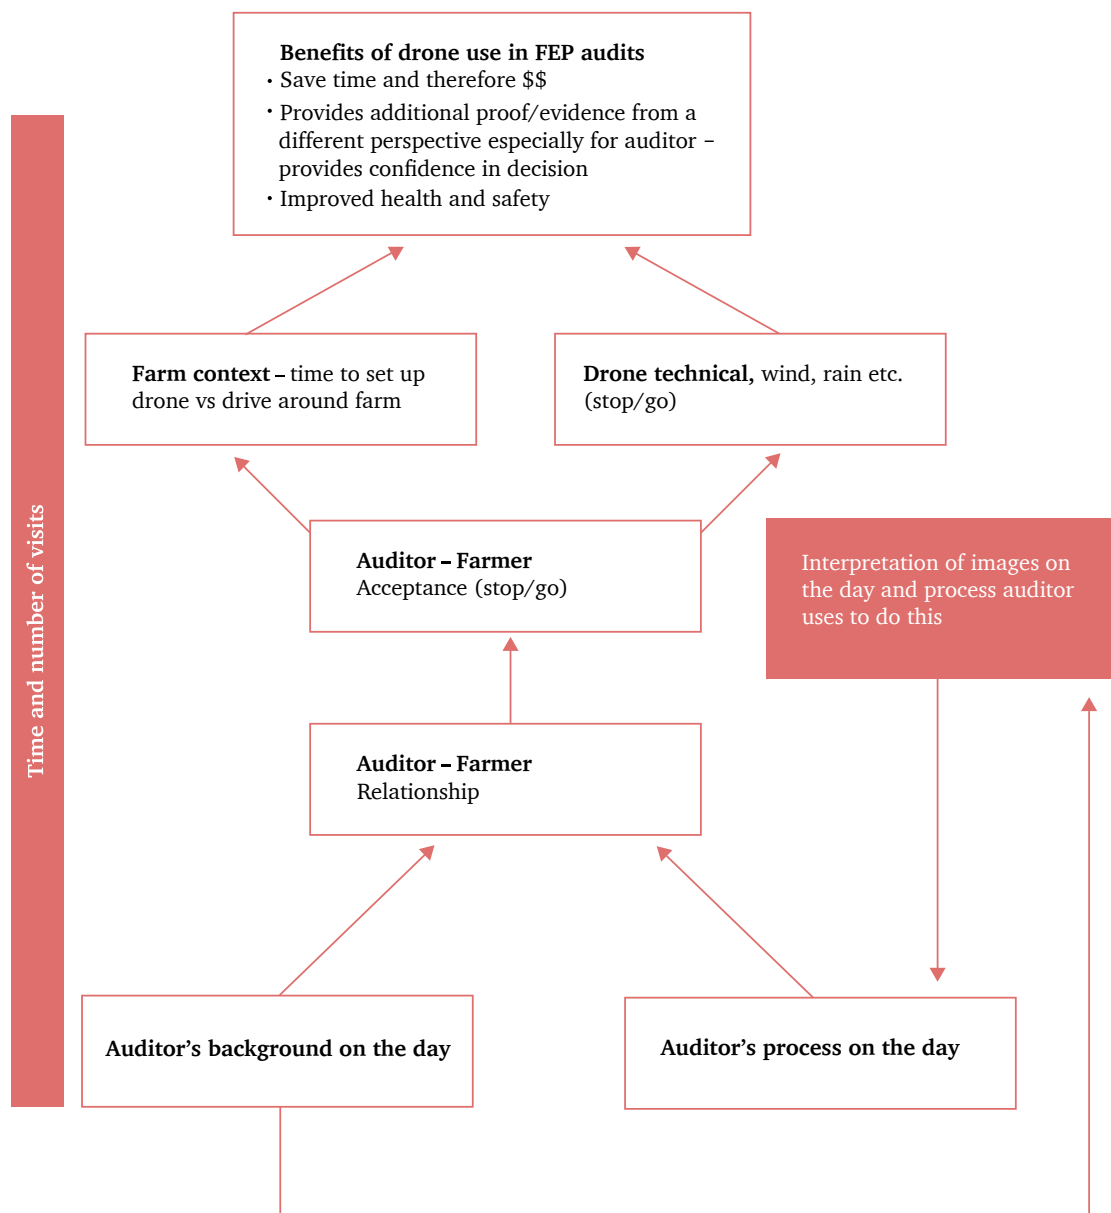 Benefits of drone use in FEP audits
· Save time and therefore $$
· Provides additional proof/evidence from a
different perspective especially for auditor –
provides confidence in decision
· Improved health and safety
Farm context – time to set up
drone vs drive around farm
Drone technical, wind, rain etc.
(stop/go)
Auditor – Farmer
Acceptance (stop/go)
Interpretation of images on
the day and process auditor
uses to do this
Time and number of visits
Auditor – Farmer
Relationship
Auditor’s background on the day
Auditor’s process on the day